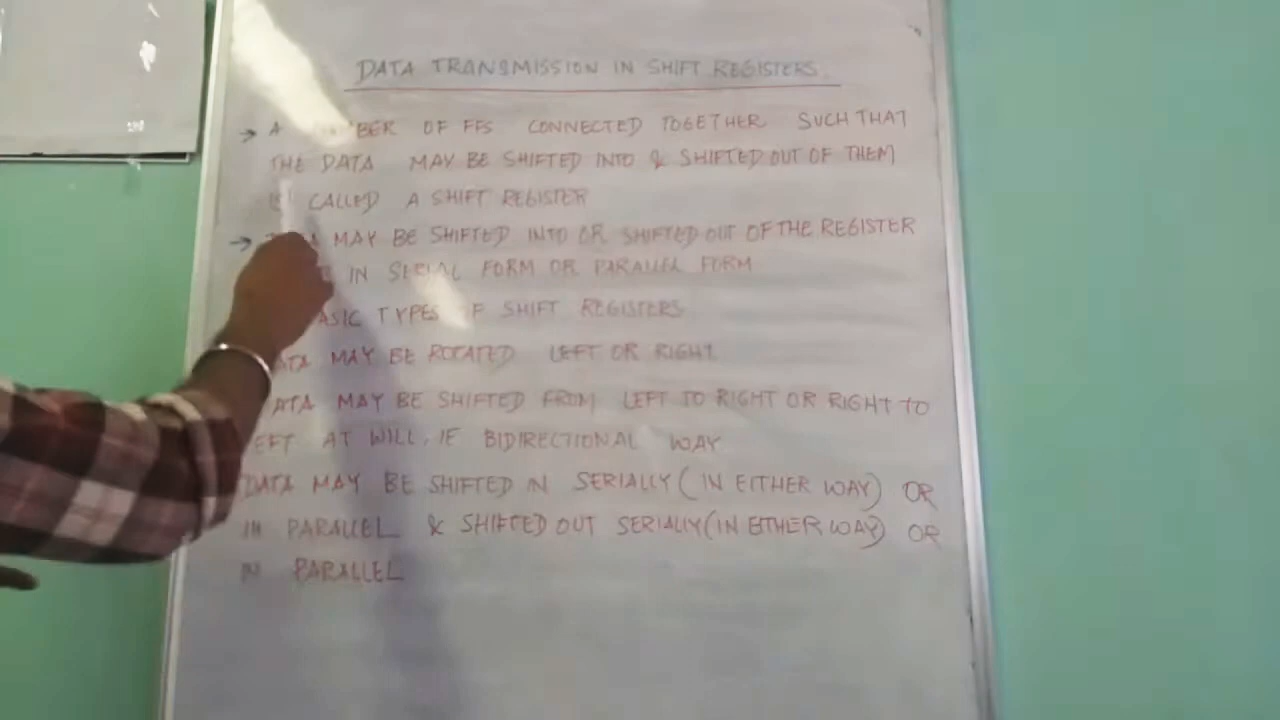 DATA TRANSMISSION IN SHIFT REGISTERS
→ A NUMBER OF FFS CONNECTED TOGETHER SUCH THAT
THE DATA MAY BE SHIFTED INTO & SHIFTED OUT OF THEM
IS CALLED A SHIFT REGISTER
→ DATA MAY BE SHIFTED INTO OR SHIFTED OUT OF THE REGISTER
IN SERIAL FORM OR PARALLEL FORM
BASIC TYPES OF SHIFT REGISTERS
DATA MAY BE ROTATED LEFT OR RIGHT
DATA MAY BE SHIFTED FROM LEFT TO RIGHT OR RIGHT TO
LEFT AT WILL, IE BIDIRECTIONAL WAY
DATA MAY BE SHIFTED IN SERIALLY (IN EITHER WAY) OR
IN PARALLEL & SHIFTED OUT SERIALLY (IN EITHER WAY) OR
IN PARALLEL